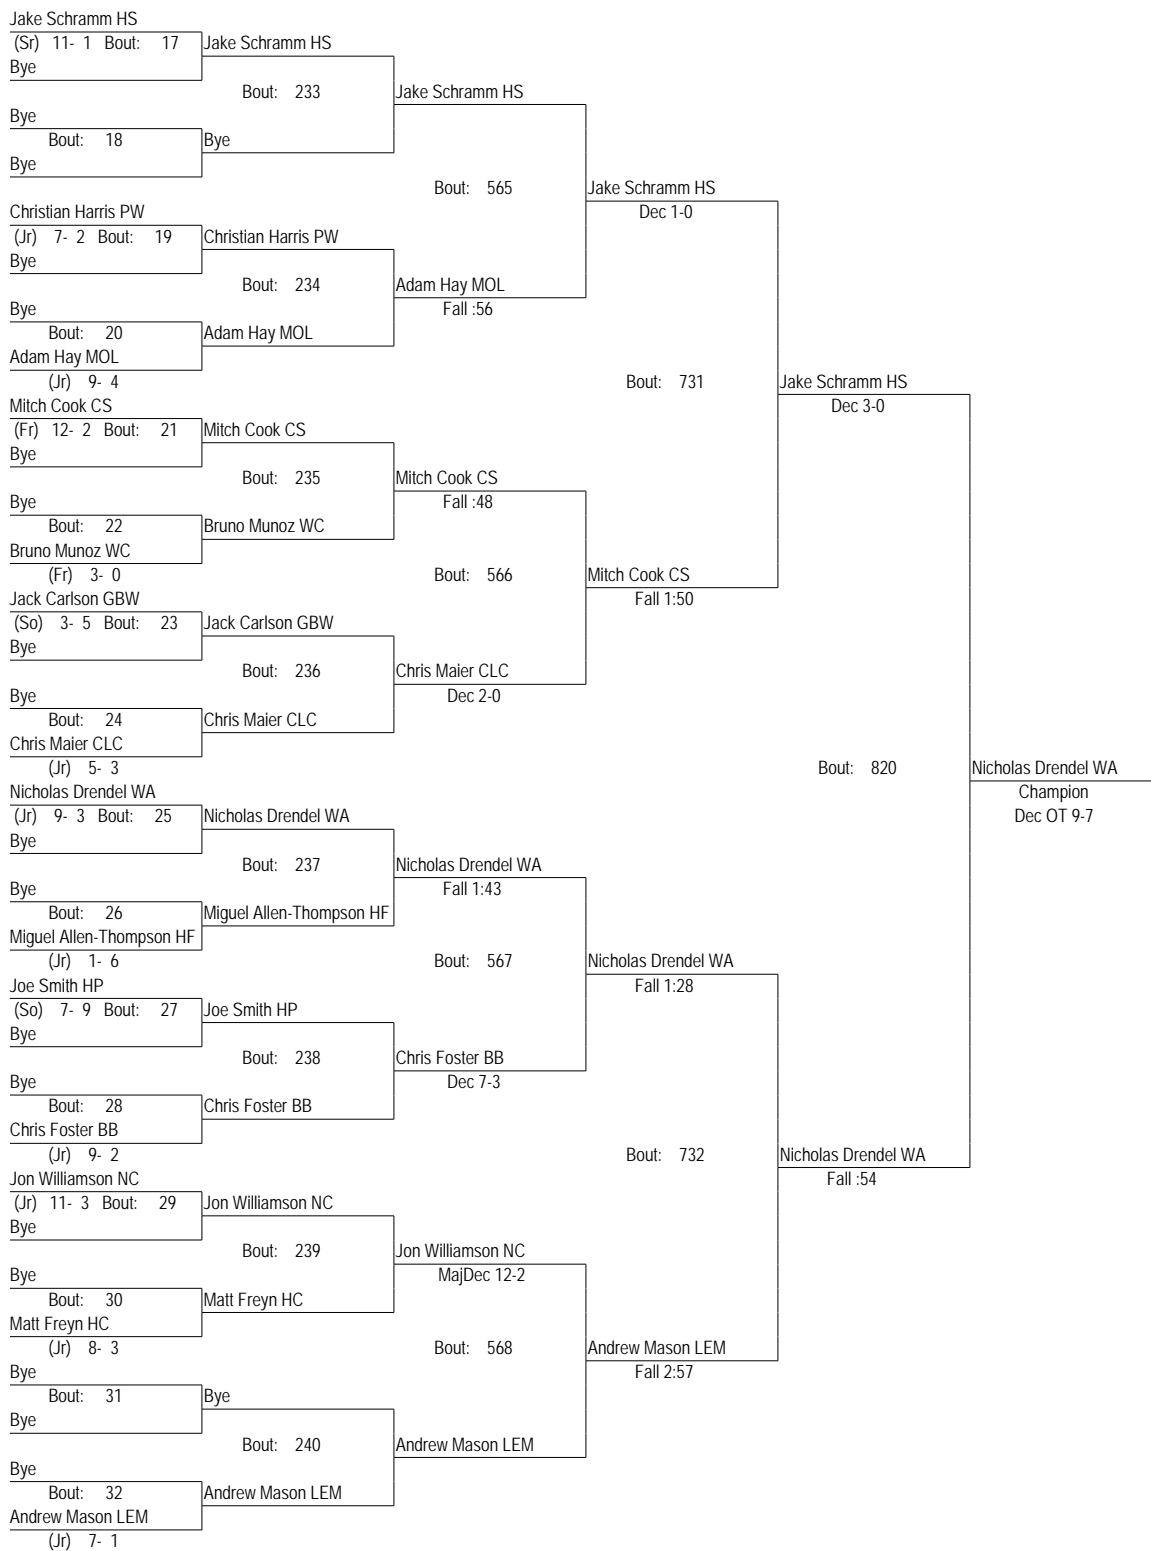 Jake Schramm HS
(Sr) 11- 1 Bout: 17 Jake Schramm HS
Bye
Bout: 233 Jake Schramm HS
Bye
Bout: 18 Bye
Bye
Bout: 565 Jake Schramm HS
Christian Harris PW Dec 1-0
(Jr) 7- 2 Bout: 19 Christian Harris PW
Bye
Bout: 234 Adam Hay MOL
Bye Fall :56
Bout: 20 Adam Hay MOL
Adam Hay MOL
(Jr) 9- 4 Bout: 731 Jake Schramm HS
Mitch Cook CS Dec 3-0
(Fr) 12- 2 Bout: 21 Mitch Cook CS
Bye
Bout: 235 Mitch Cook CS
Bye Fall :48
Bout: 22 Bruno Munoz WC
Bruno Munoz WC
(Fr) 3- 0 Bout: 566 Mitch Cook CS
Jack Carlson GBW Fall 1:50
(So) 3- 5 Bout: 23 Jack Carlson GBW
Bye
Bout: 236 Chris Maier CLC
Bye Dec 2-0
Bout: 24 Chris Maier CLC
Chris Maier CLC
(Jr) 5- 3 Bout: 820 Nicholas Drendel WA
Nicholas Drendel WA Champion
(Jr) 9- 3 Bout: 25 Nicholas Drendel WA Dec OT 9-7
Bye
Bout: 237 Nicholas Drendel WA
Bye Fall 1:43
Bout: 26 Miguel Allen-Thompson HF
Miguel Allen-Thompson HF
(Jr) 1- 6 Bout: 567 Nicholas Drendel WA
Joe Smith HP Fall 1:28
(So) 7- 9 Bout: 27 Joe Smith HP
Bye
Bout: 238 Chris Foster BB
Bye Dec 7-3
Bout: 28 Chris Foster BB
Chris Foster BB
(Jr) 9- 2 Bout: 732 Nicholas Drendel WA
Jon Williamson NC Fall :54
(Jr) 11- 3 Bout: 29 Jon Williamson NC
Bye
Bout: 239 Jon Williamson NC
Bye MajDec 12-2
Bout: 30 Matt Freyn HC
Matt Freyn HC
(Jr) 8- 3 Bout: 568 Andrew Mason LEM
Bye Fall 2:57
Bout: 31 Bye
Bye
Bout: 240 Andrew Mason LEM
Bye
Bout: 32 Andrew Mason LEM
Andrew Mason LEM
(Jr) 7- 1